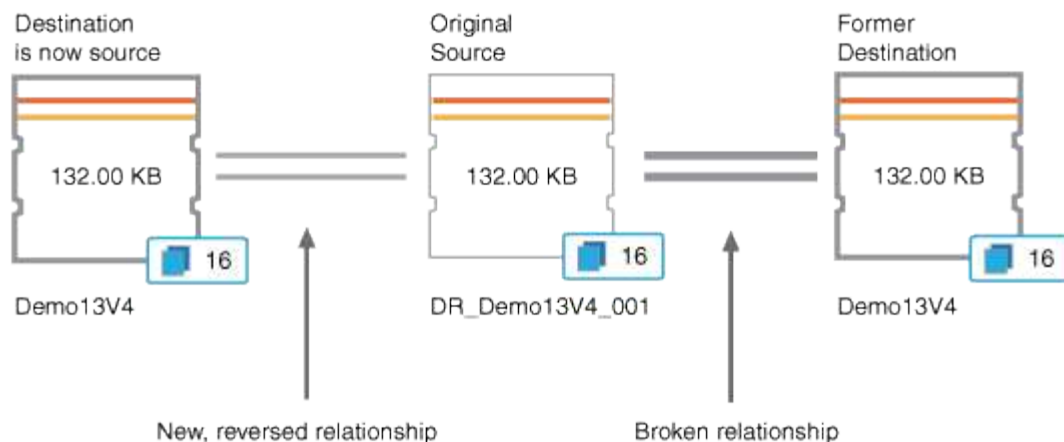 Destination
is now source
Original
Source
Former
Destination
132.00 KB
132.00 KB
132.00 KB
16
16
16
Demo13V4
DR_Demo13V4_001
Demo13V4
New, reversed relationship
Broken relationship